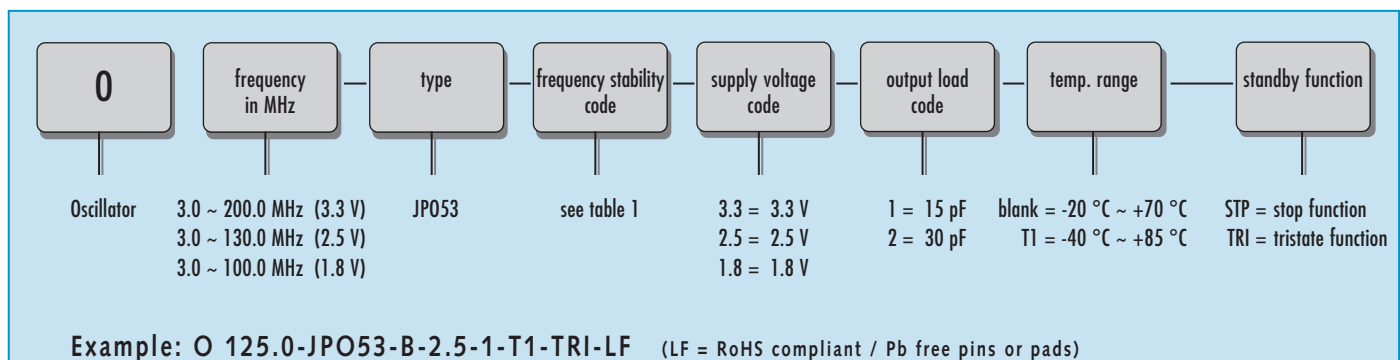 O
frequency
in MHz
type
frequency stability
code
supply voltage
code
output load
code
temp. range
standby function
Oscillator
3.0 ~ 200.0 MHz (3.3 V)
3.0 ~ 130.0 MHz (2.5 V)
3.0 ~ 100.0 MHz (1.8 V)
JPO53
see table 1
3.3 = 3.3 V
2.5 = 2.5 V
1.8 = 1.8 V
1 = 15 pF
2 = 30 pF
blank = -20 °C ~ +70 °C
T1 = -40 °C ~ +85 °C
STP = stop function
TRI = tristate function
Example: O 125.0-JPO53-B-2.5-1-T1-TRI-LF (LF = RoHS compliant / Pb free pins or pads)